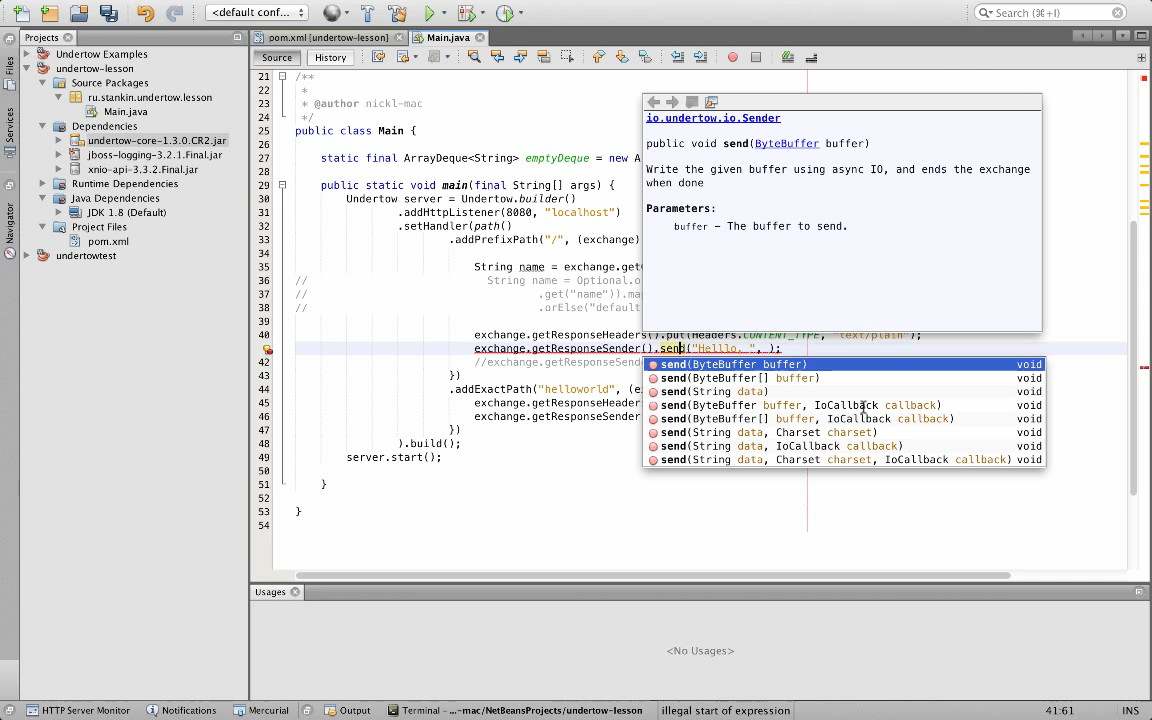 <default conf...
Search (⌘+I)
Projects
pom.xml [undertow-lesson]
Main.java
Files
Services
Navigator
Undertow Examples
undertow-lesson
Source Packages
ru.stankin.undertow.lesson
Main.java
Dependencies
undertow-core-1.3.0.CR2.jar
jboss-logging-3.2.1.Final.jar
xnio-api-3.3.2.Final.jar
Runtime Dependencies
Java Dependencies
JDK 1.8 (Default)
Project Files
pom.xml
undertowtest
Source
History
21 /**
22 *
23 * @author nickl-mac
24 */
25 public class Main {
26
27 static final ArrayDeque<String> emptyDeque = new A
28
29 public static void main(final String[] args) {
30 Undertow server = Undertow.builder()
31 .addHttpListener(8080, "localhost")
32 .setHandler(path()
33 .addPrefixPath("/", (exchange)
34
35 String name = exchange.get
36 // String name = Optional.o
37 // .get("name")).ma
38 // .orElse("default
39
40 exchange.getResponseHeaders().put(Headers.CONTENT_TYPE, "text/plain");
exchange.getResponseSender().send("Helllo, ", );
42 //exchange.getResponseSende
43 })
44 .addExactPath("helloworld", (e
45 exchange.getResponseHeader
46 exchange.getResponseSender
47 })
48 ).build();
49 server.start();
50
51 }
52
53 }
54
io.undertow.io.Sender
public void send(ByteBuffer buffer)
Write the given buffer using async IO, and ends the exchange
when done
Parameters:
buffer - The buffer to send.
send(ByteBuffer buffer) void
send(ByteBuffer[] buffer) void
send(String data) void
send(ByteBuffer buffer, IoCallback callback) void
send(ByteBuffer[] buffer, IoCallback callback) void
send(String data, Charset charset) void
send(String data, IoCallback callback) void
send(String data, Charset charset, IoCallback callback) void
Usages
<No Usages>
HTTP Server Monitor
Notifications
Mercurial
Output
Terminal - ...-mac/NetBeansProjects/undertow-lesson
illegal start of expression
41:61
INS